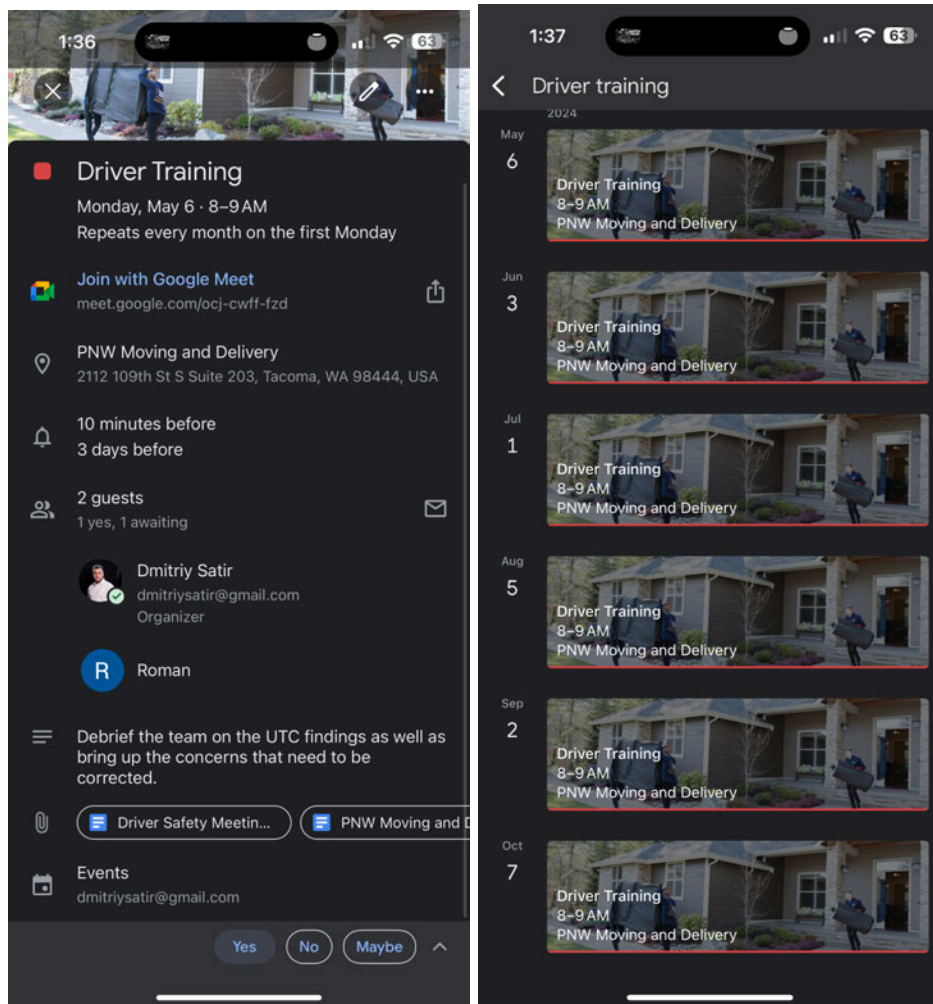 1:36
63
Driver Training
Monday, May 6 · 8–9 AM
Repeats every month on the first Monday
Join with Google Meet
meet.google.com/ocj-cwff-fzd
PNW Moving and Delivery
2112 109th St S Suite 203, Tacoma, WA 98444, USA
10 minutes before
3 days before
2 guests
1 yes, 1 awaiting
Dmitriy Satir
dmitriysatir@gmail.com
Organizer
R
Roman
Debrief the team on the UTC findings as well as
bring up the concerns that need to be
corrected.
Driver Safety Meetin...
PNW Moving and
Events
dmitriysatir@gmail.com
Yes
No
Maybe
1:37
63
Driver training
2024
May
6
Driver Training
8–9 AM
PNW Moving and Delivery
Jun
3
Driver Training
8–9 AM
PNW Moving and Delivery
Jul
1
Driver Training
8–9 AM
PNW Moving and Delivery
Aug
5
Driver Training
8–9 AM
PNW Moving and Delivery
Sep
2
Driver Training
8–9 AM
PNW Moving and Delivery
Oct
7
Driver Training
8–9 AM
PNW Moving and Delivery